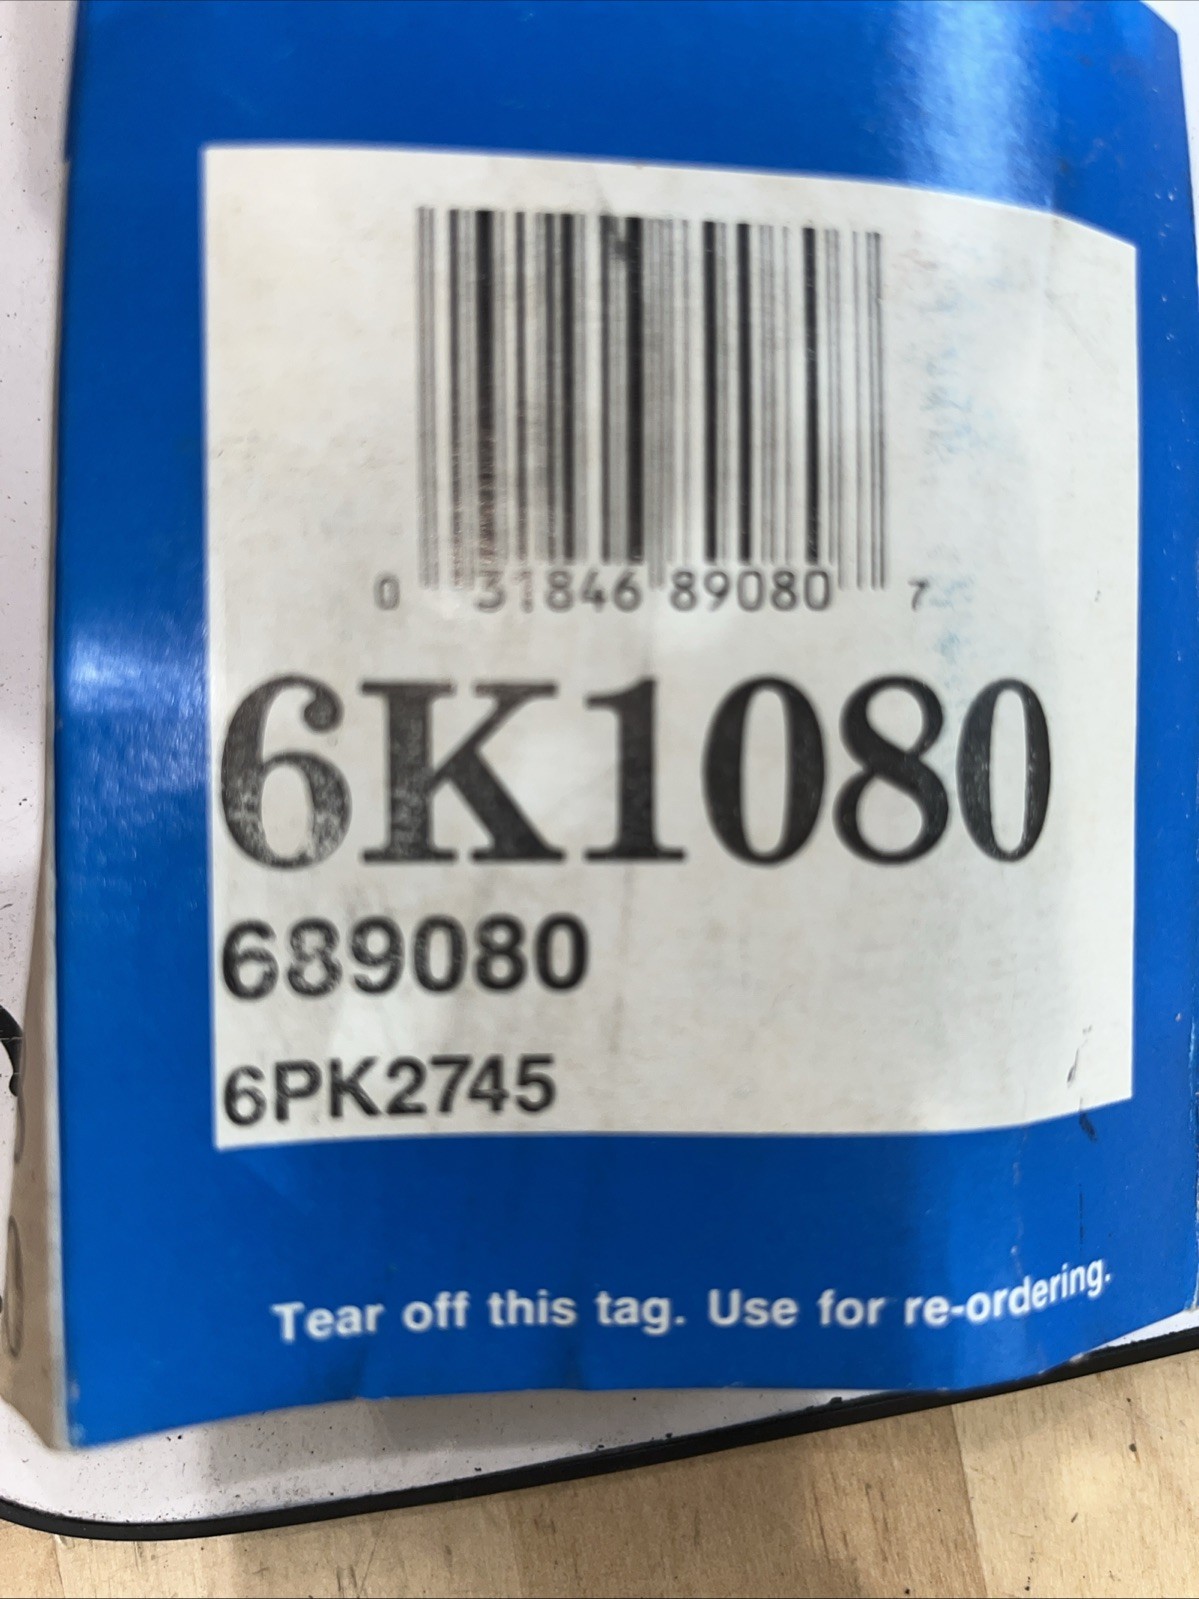 0 31846 89080 7
6K1080
689080
6PK2745
Tear off this tag. Use for re-ordering.